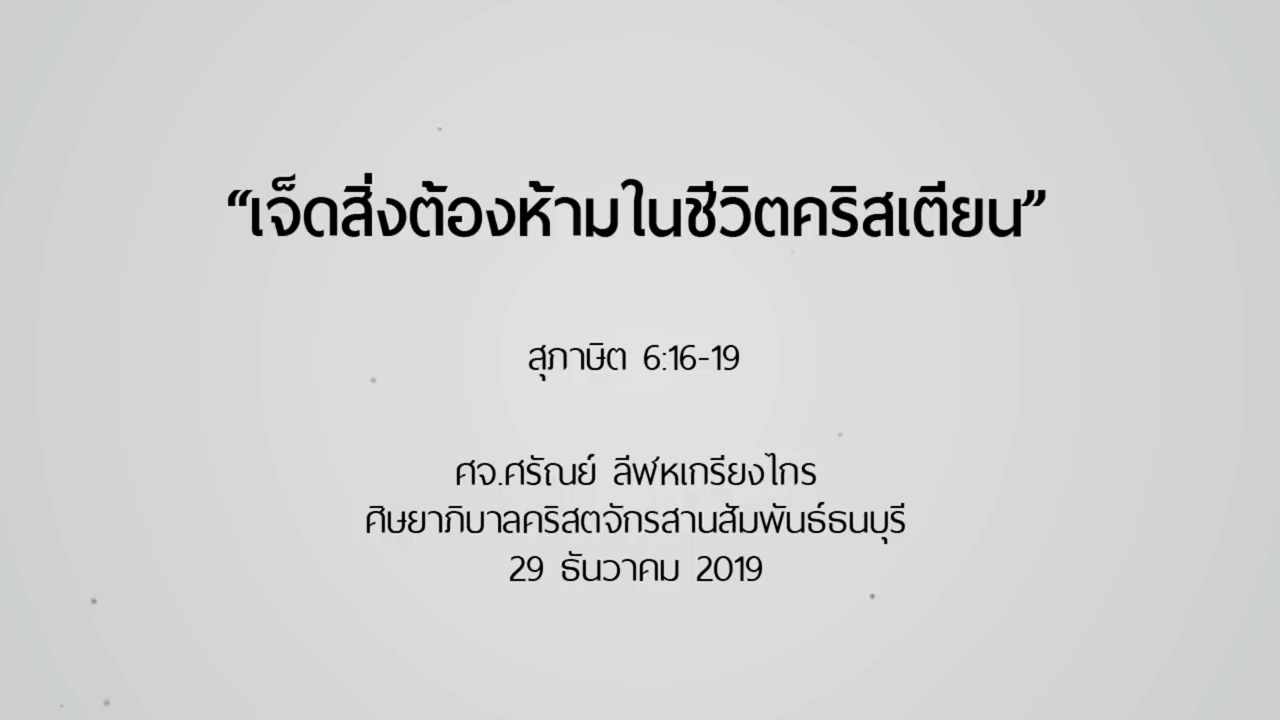 “เจ็ดสิ่งต้องห้ามในชีวิตคริสเตียน”
สุภาษิต 6:16-19
ศจ.ศรัณย์ ลีฬหเกรียงไกร
ศิษยาภิบาลคริสตจักรสานสัมพันธ์ธนบุรี
29 ธันวาคม 2019